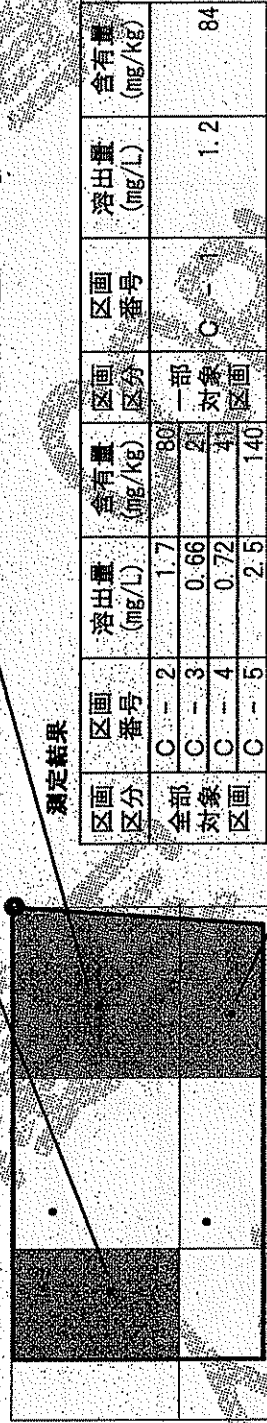 測定結果
区画区分 区画番号 溶出量(mg/L) 含有量(mg/kg) 区画区分 区画番号 溶出量(mg/L) 含有量(mg/kg)
全部対象区画 C - 2 1.7 80 一部対象区画 C - 1 1.2 84
C - 3 0.66 21
C - 4 0.72 41
C - 5 2.5 140